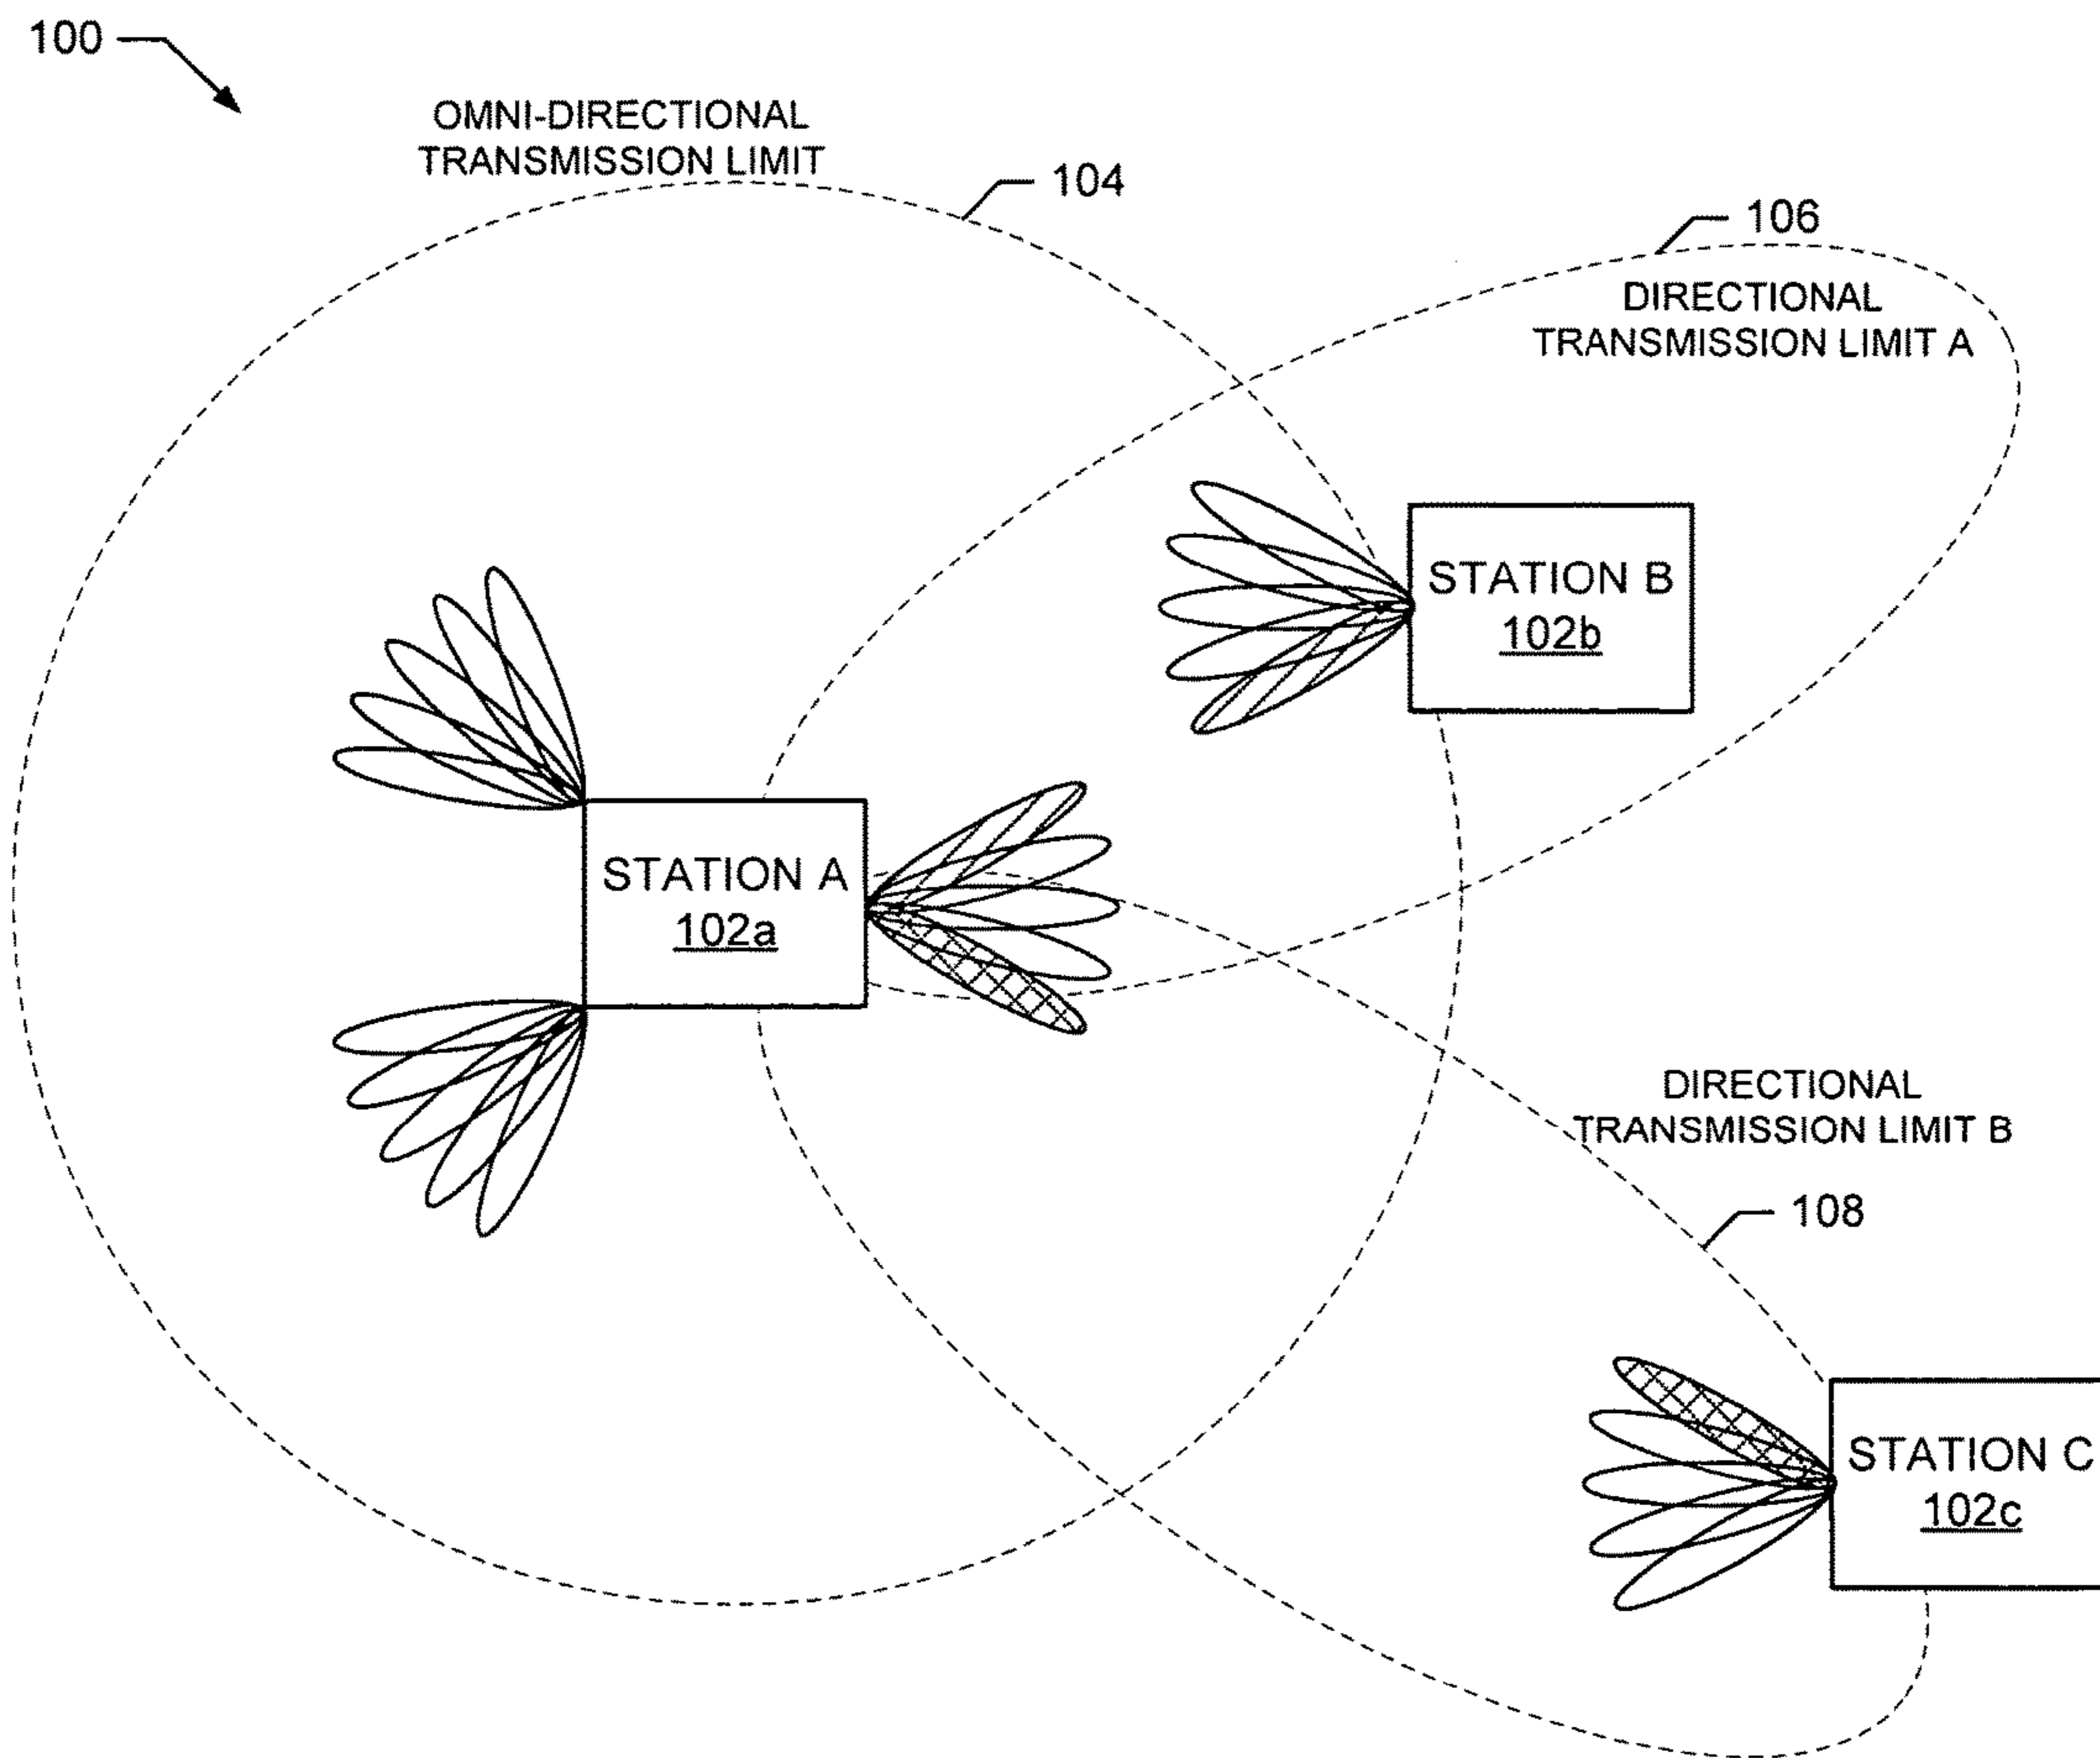 100
OMNI-DIRECTIONAL
TRANSMISSION LIMIT
104
106
DIRECTIONAL
TRANSMISSION LIMIT A
STATION B
102b
STATION A
102a
DIRECTIONAL
TRANSMISSION LIMIT B
108
STATION C
102c